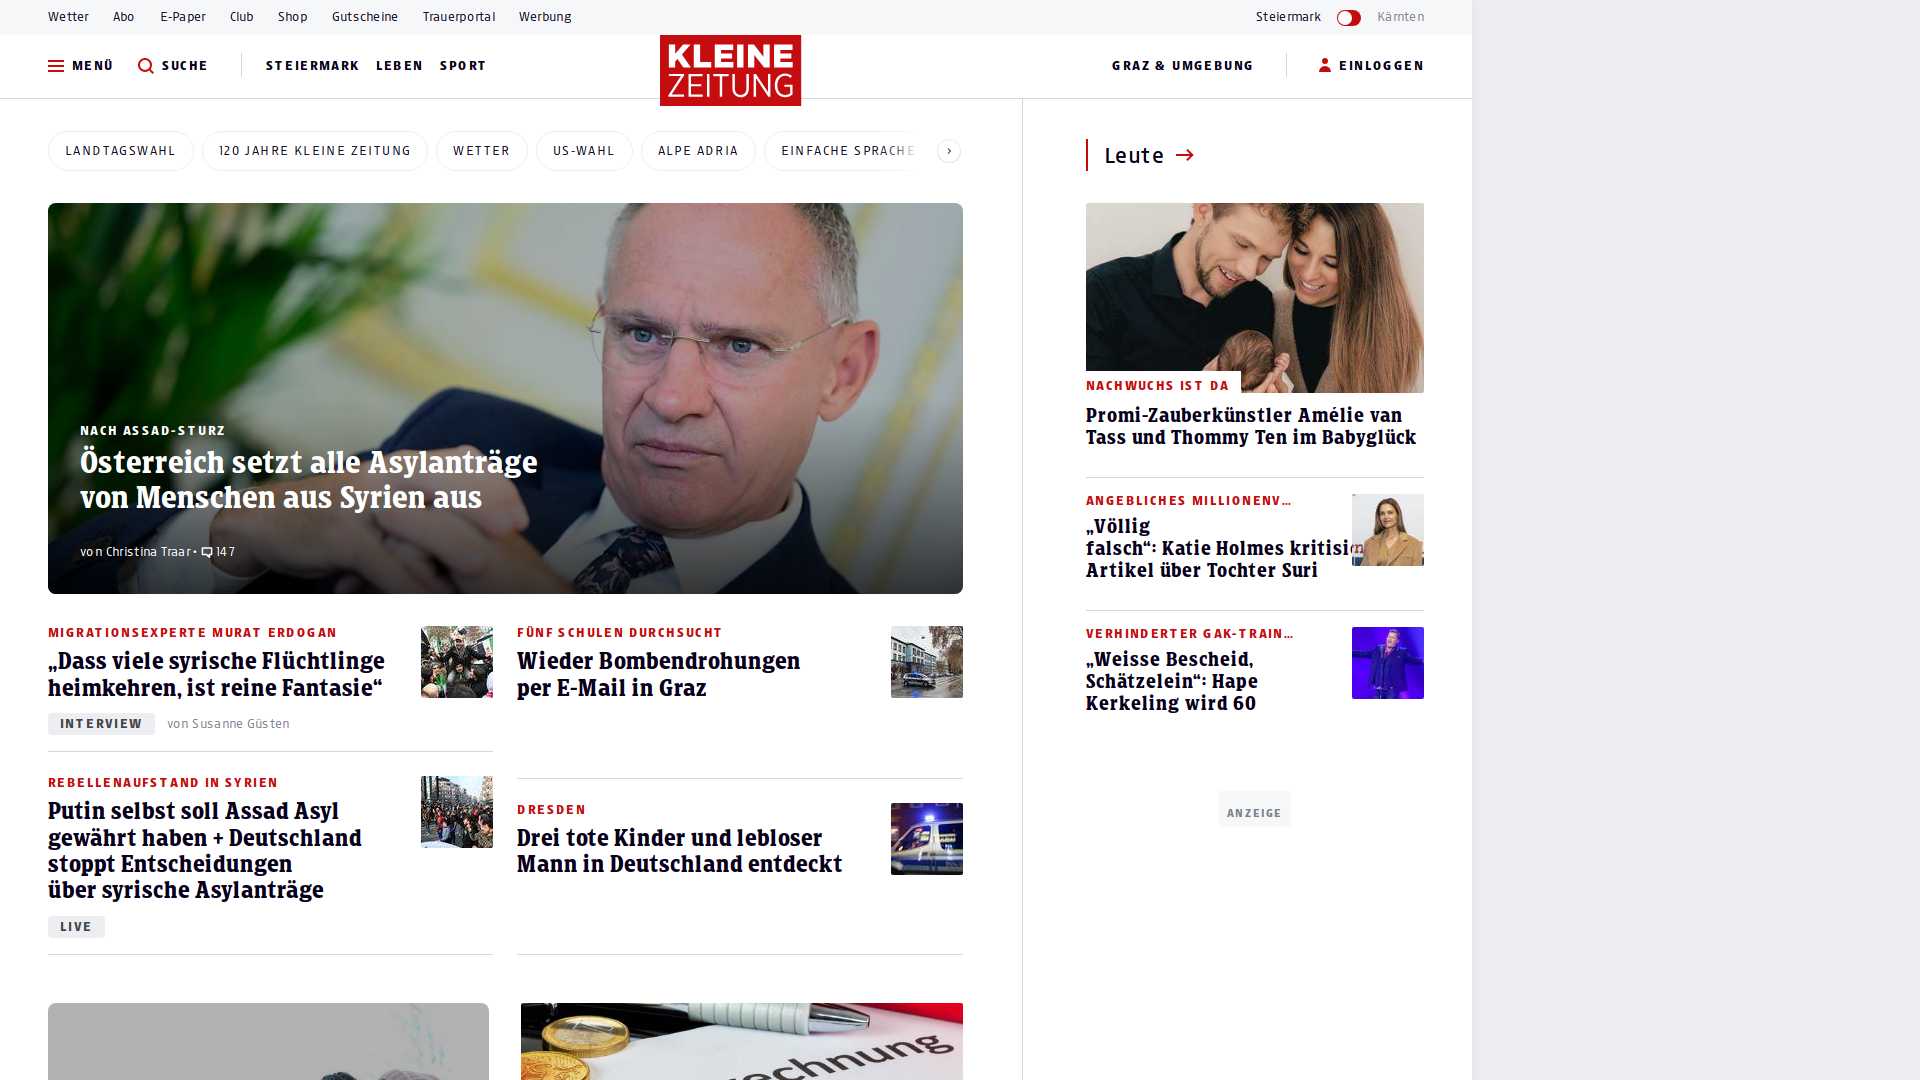 Wetter Abo E-Paper Club Shop Gutscheine Trauerportal Werbung Steiermark Kärnten
MENÜ SUCHE STEIERMARK LEBEN SPORT KLEINE ZEITUNG GRAZ & UMGEBUNG EINLOGGEN
LANDTAGSWAHL 120 JAHRE KLEINE ZEITUNG WETTER US-WAHL ALPE ADRIA EINFACHE SPRACHE
NACH ASSAD-STURZ
Österreich setzt alle Asylanträge
von Menschen aus Syrien aus
von Christina Traar • 147
MIGRATIONSEXPERTE MURAT ERDOGAN
„Dass viele syrische Flüchtlinge
heimkehren, ist reine Fantasie“
INTERVIEW von Susanne Güsten
REBELLENAUFSTAND IN SYRIEN
Putin selbst soll Assad Asyl
gewährt haben + Deutschland
stoppt Entscheidungen
über syrische Asylanträge
LIVE
FÜNF SCHULEN DURCHSUCHT
Wieder Bombendrohungen
per E-Mail in Graz
DRESDEN
Drei tote Kinder und lebloser
Mann in Deutschland entdeckt
Leute
NACHWUCHS IST DA
Promi-Zauberkünstler Amélie van
Tass und Thommy Ten im Babyglück
ANGEBLICHES MILLIONENV...
„Völlig
falsch“: Katie Holmes
Artikel über Tochter Suri
VERHINDERTER GAK-TRAIN...
„Weisse Bescheid,
Schätzelein“: Hape
Kerkeling wird 60
ANZEIGE